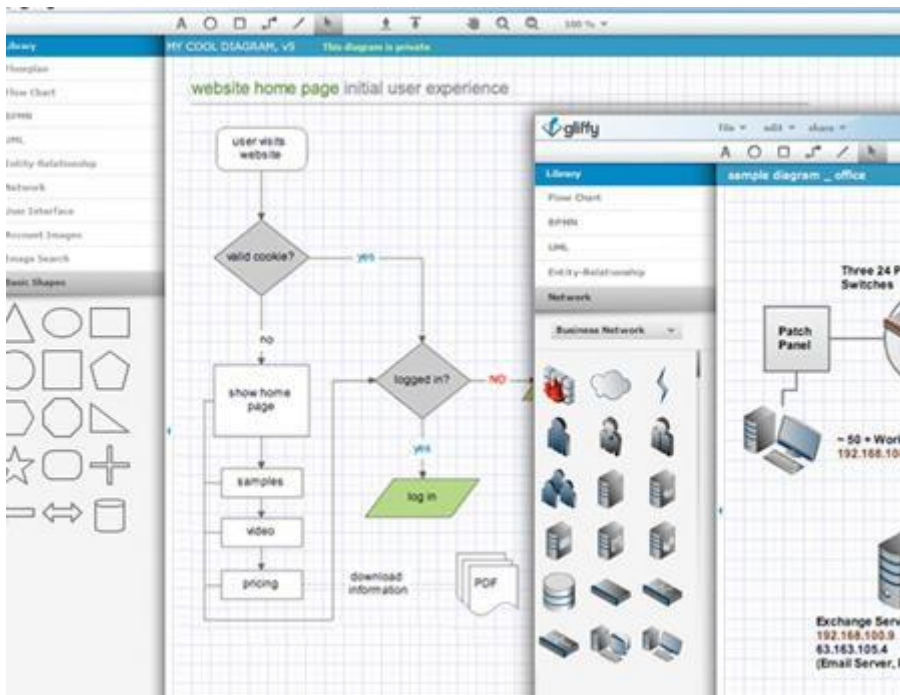 A
100 %
Library
MY COOL DIAGRAM, v5 This diagram is private
Floorplan
Flow Chart
BPMN
UML
Entity-Relationship
Network
User Interface
Account Images
Image Search
Basic Shapes
website home page initial user experience
user visits
website
valid cookie?
yes
no
show home
page
logged in?
NO
yes
samples
log in
video
pricing
download
information
PDF
gliffy
file edit share
A
Library
sample diagram _ office
Flow Chart
BPMN
UML
Entity-Relationship
Network
Business Network
Three 24 P
Switches
Patch
Panel
~ 50 + Work
192.168.10
Exchange Serv
192.168.100.9
63.163.105.4
(Email Server,